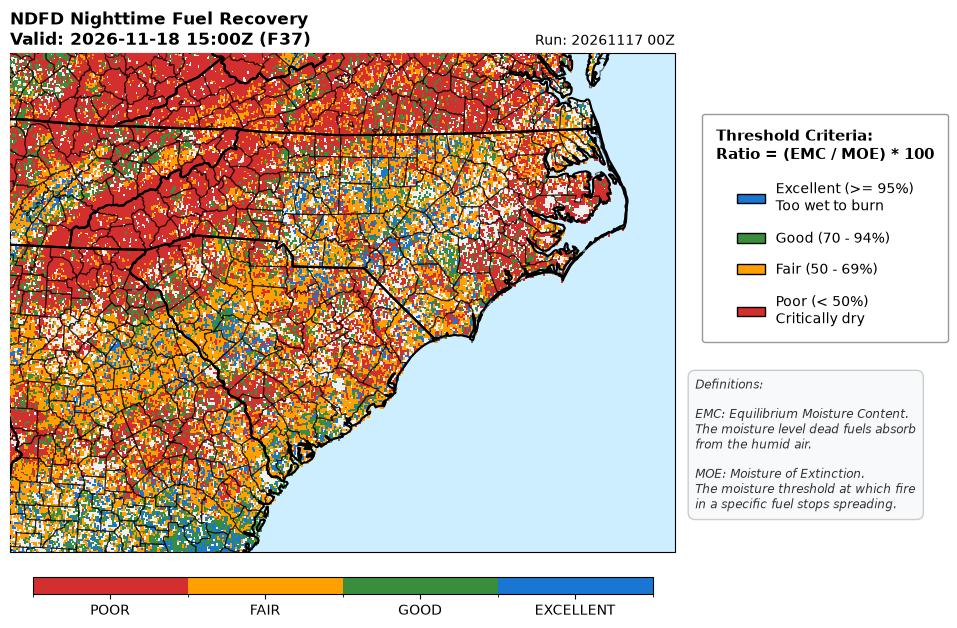 NDFD Nighttime Fuel Recovery
Valid: 2026-11-18 15:00Z (F37)
Run: 20261117 00Z
Threshold Criteria:
Ratio = (EMC / MOE) * 100
Excellent (>= 95%)
Too wet to burn
Good (70 - 94%)
Fair (50 - 69%)
Poor (< 50%)
Critically dry
Definitions:
EMC: Equilibrium Moisture Content.
The moisture level dead fuels absorb
from the humid air.
MOE: Moisture of Extinction.
The moisture threshold at which fire
in a specific fuel stops spreading.
POOR
FAIR
GOOD
EXCELLENT